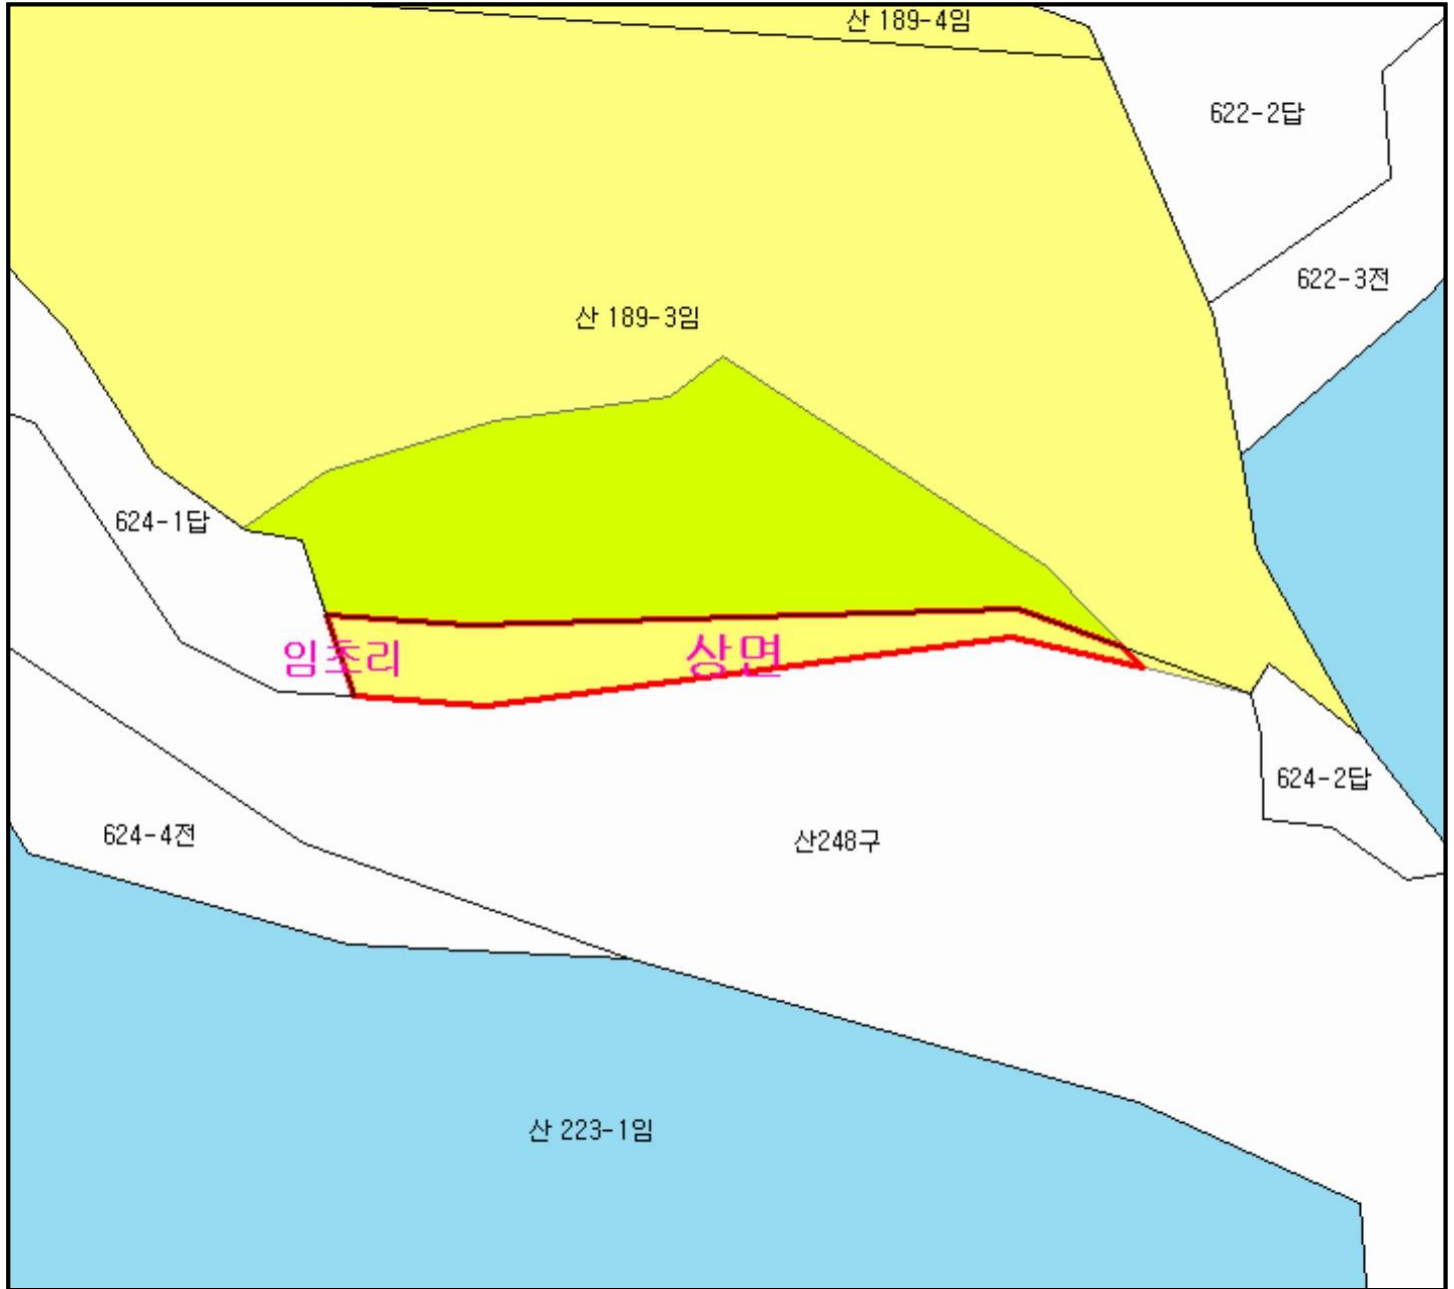 산 189-4임
622-2답
622-3전
산 189-3임
624-1답
임초리
상면
624-2답
624-4전
산248구
산 223-1임